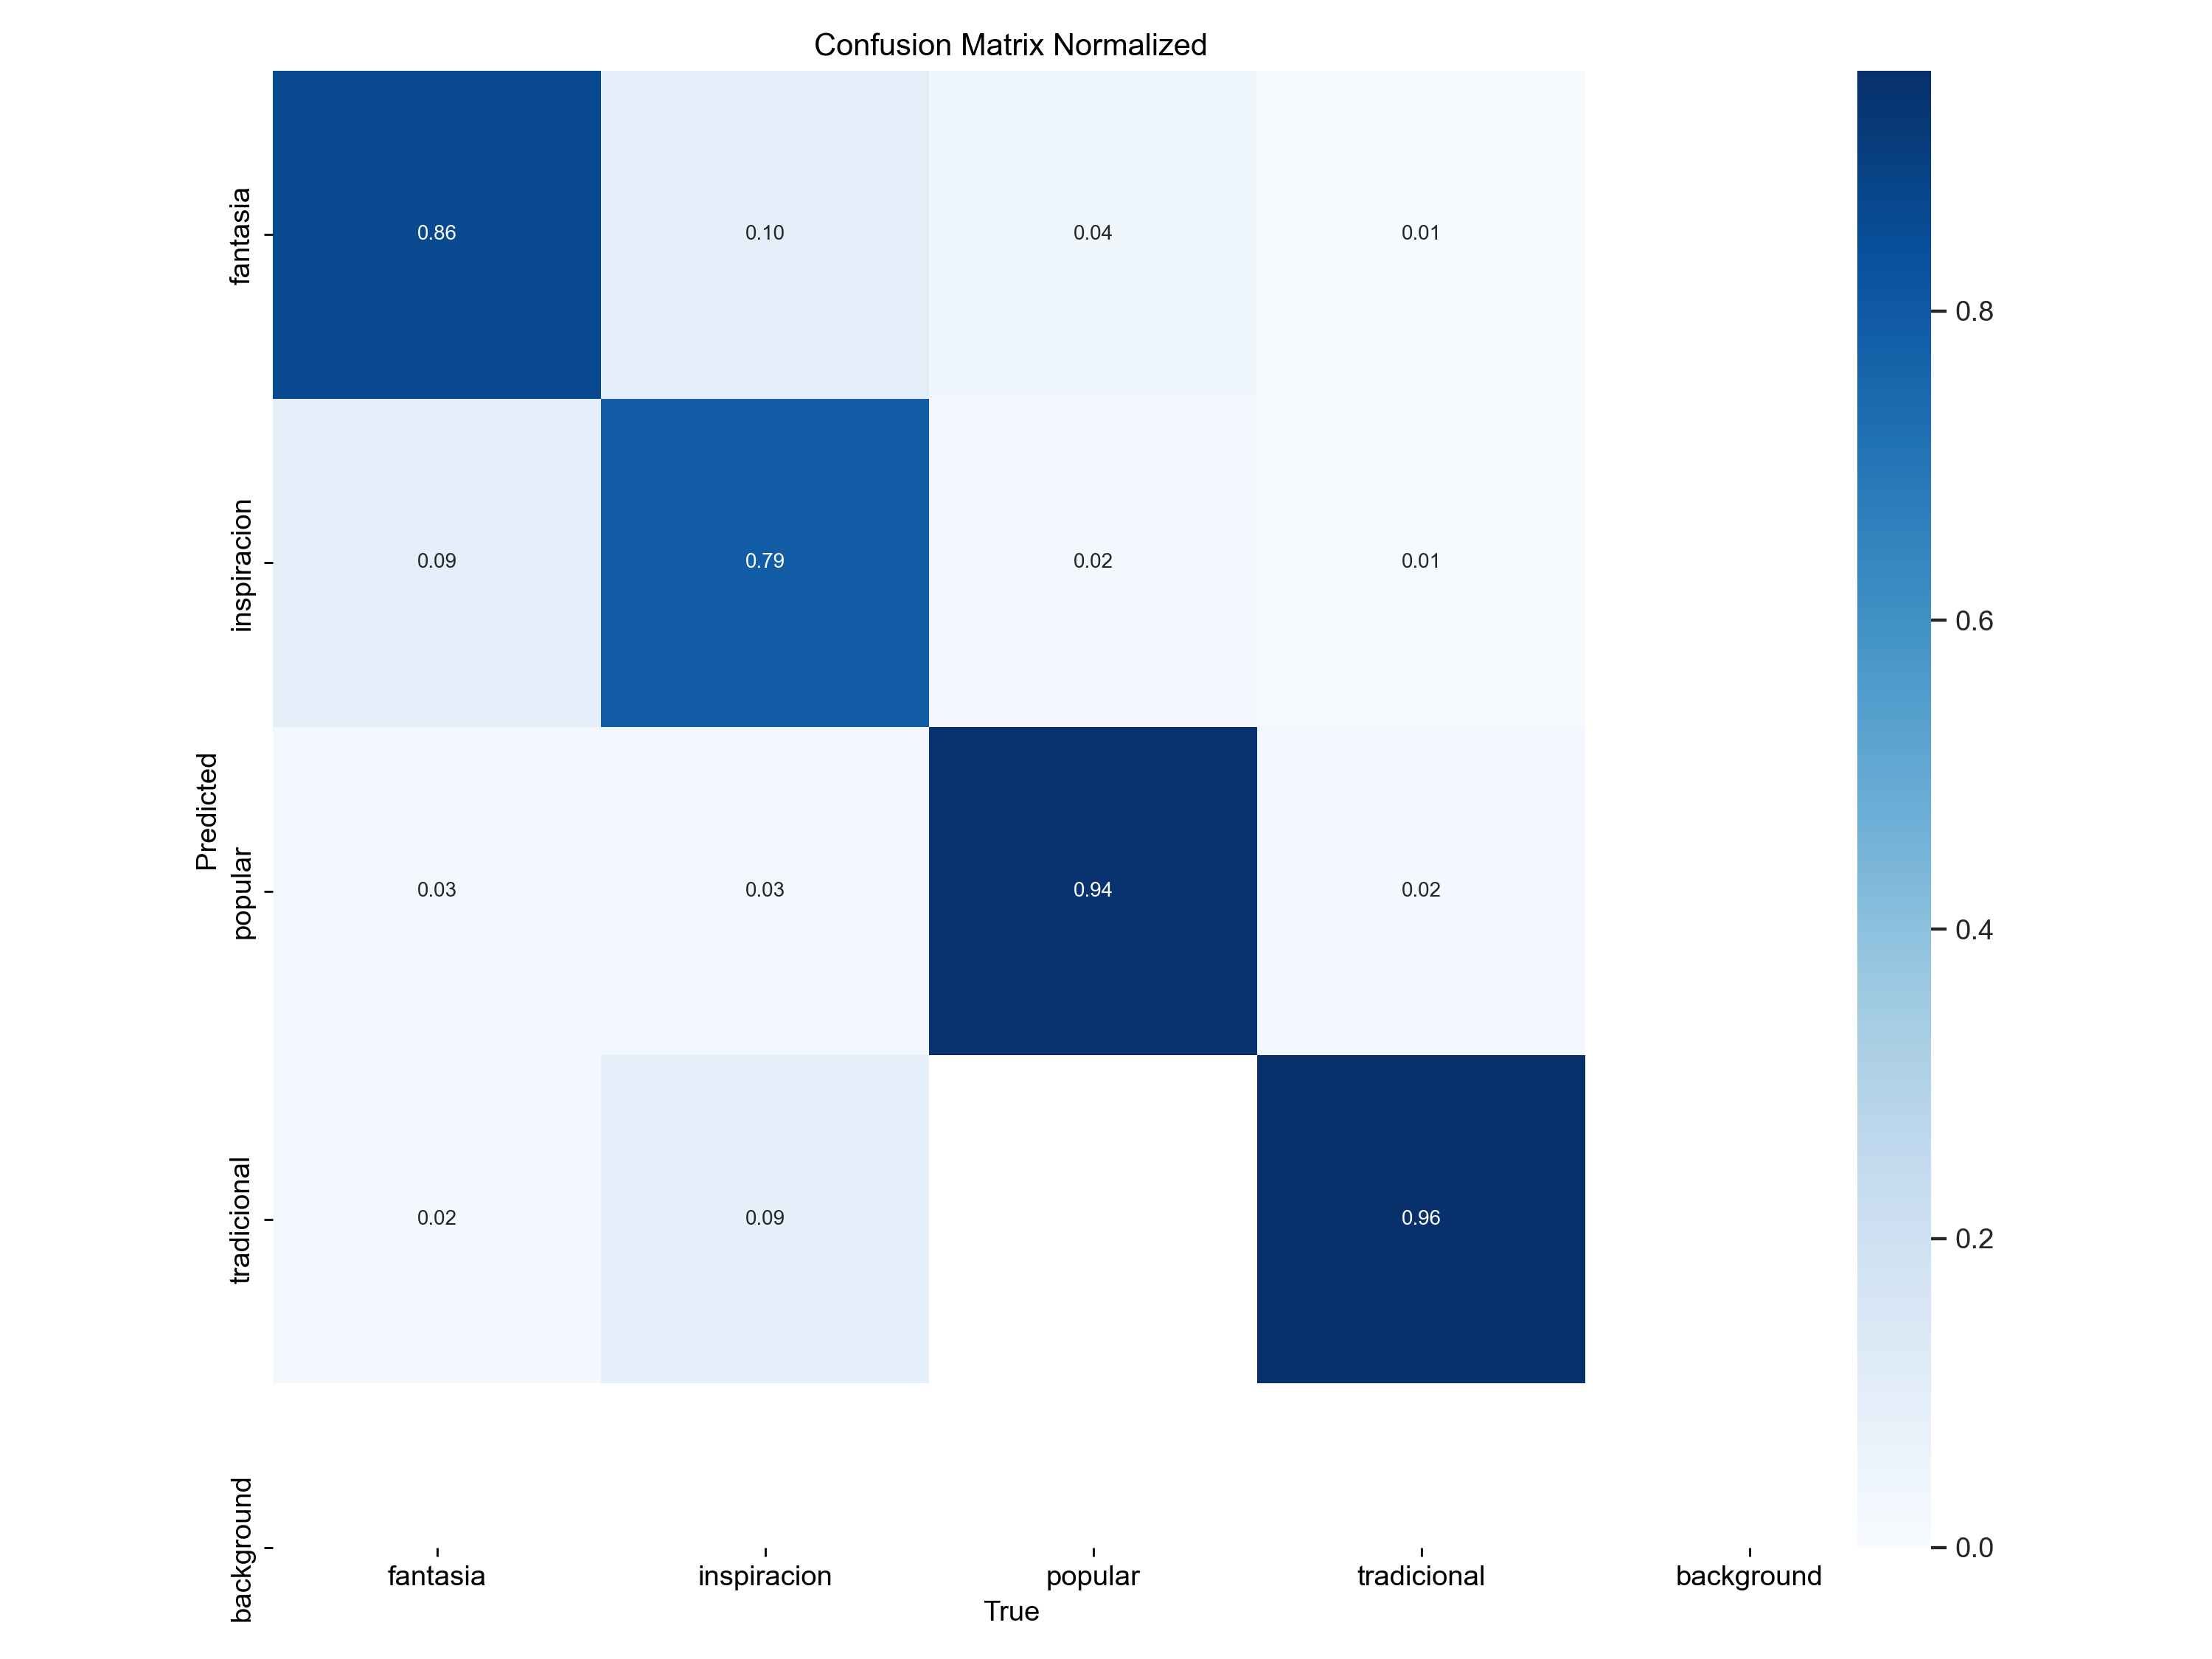 Confusion Matrix Normalized
fantasia
0.86 0.10 0.04 0.01
inspiracion
0.09 0.79 0.02 0.01
popular
0.03 0.03 0.94 0.02
tradicional
0.02 0.09 0.96
background
Predicted
fantasia inspiracion popular tradicional background
True
0.8
0.6
0.4
0.2
0.0